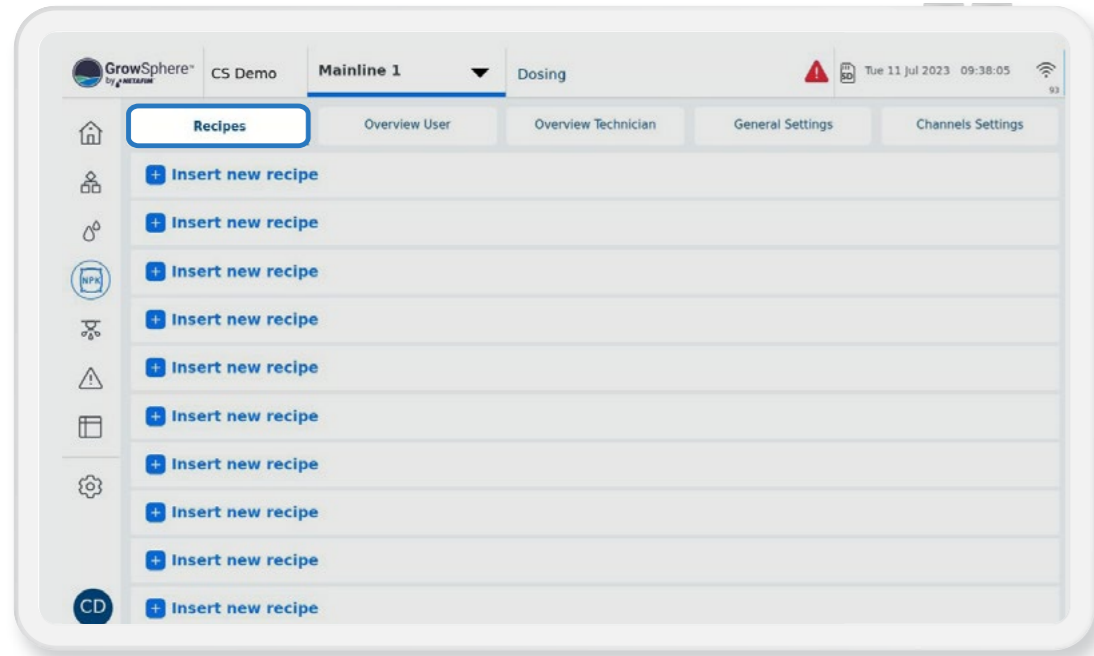 GrowSphere™
by NETAFIM
CS Demo
Mainline 1
Dosing
SD
Tue 11 Jul 2023 09:38:05
93
Recipes
Overview User
Overview Technician
General Settings
Channels Settings
Insert new recipe
Insert new recipe
Insert new recipe
NPK
Insert new recipe
Insert new recipe
Insert new recipe
Insert new recipe
Insert new recipe
Insert new recipe
CD
Insert new recipe